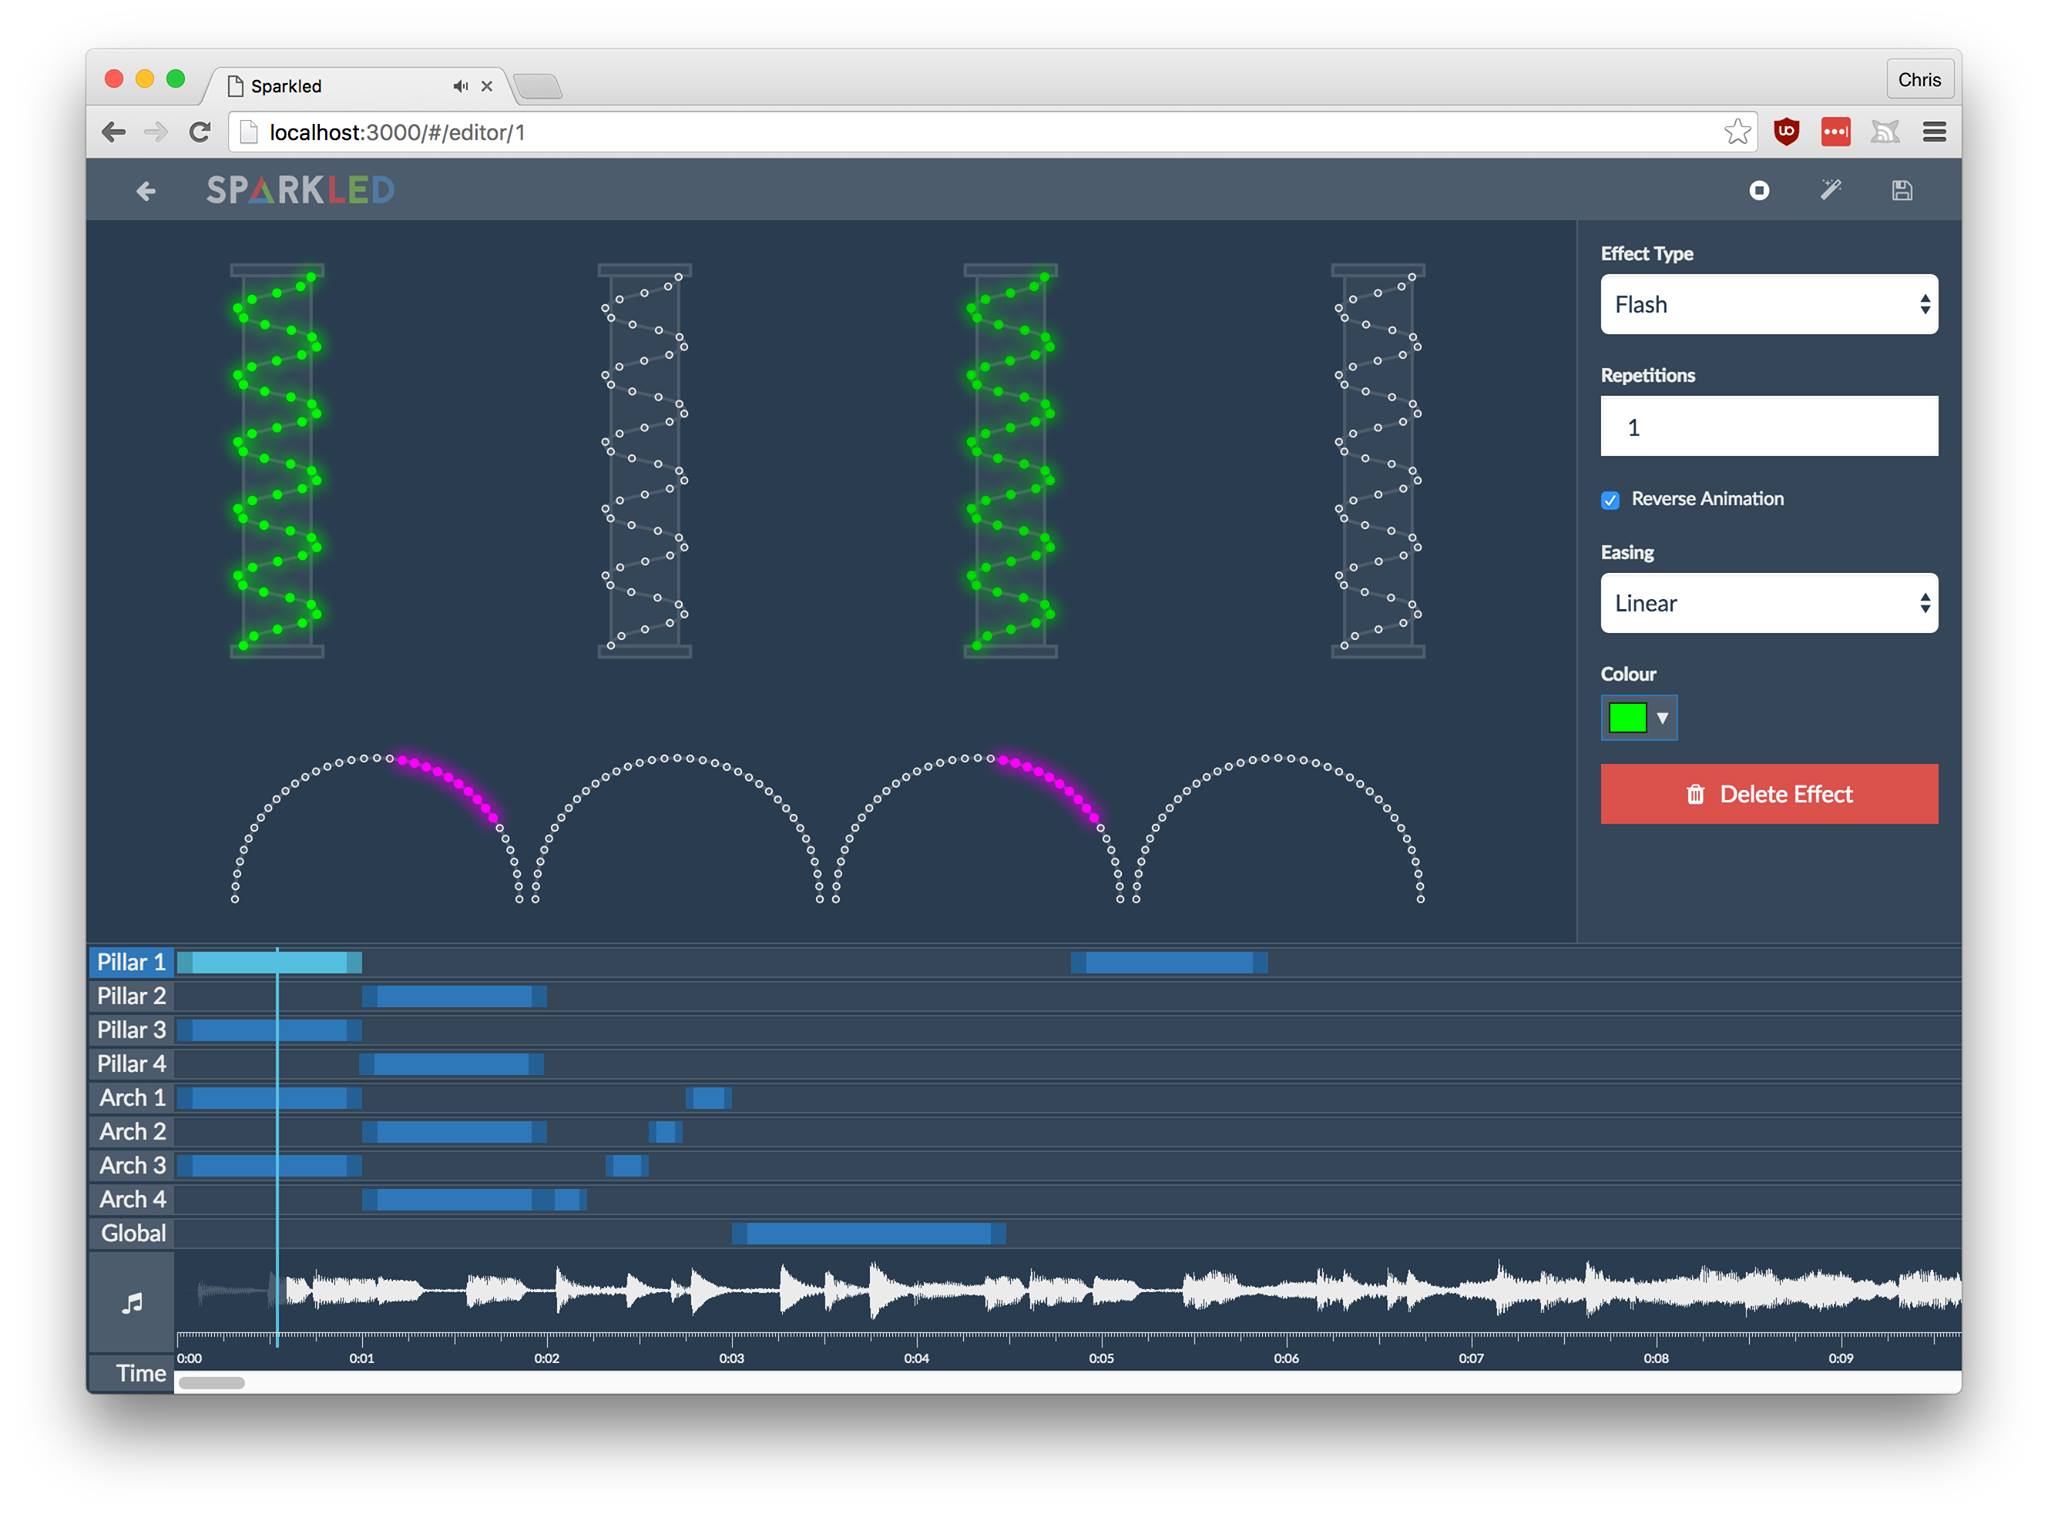 Sparkled
Chris
localhost:3000/#/editor/1
SPARKLED
Effect Type
Flash
Repetitions
1
Reverse Animation
Easing
Linear
Colour
Delete Effect
Pillar 1
Pillar 2
Pillar 3
Pillar 4
Arch 1
Arch 2
Arch 3
Arch 4
Global
0:00 0:01 0:02 0:03 0:04 0:05 0:06 0:07 0:08 0:09
Time